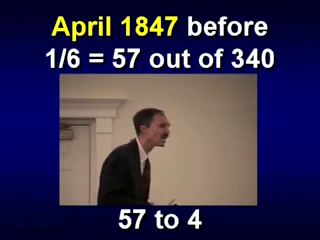 April 1847 before
1/6 = 57 out of 340
57 to 4